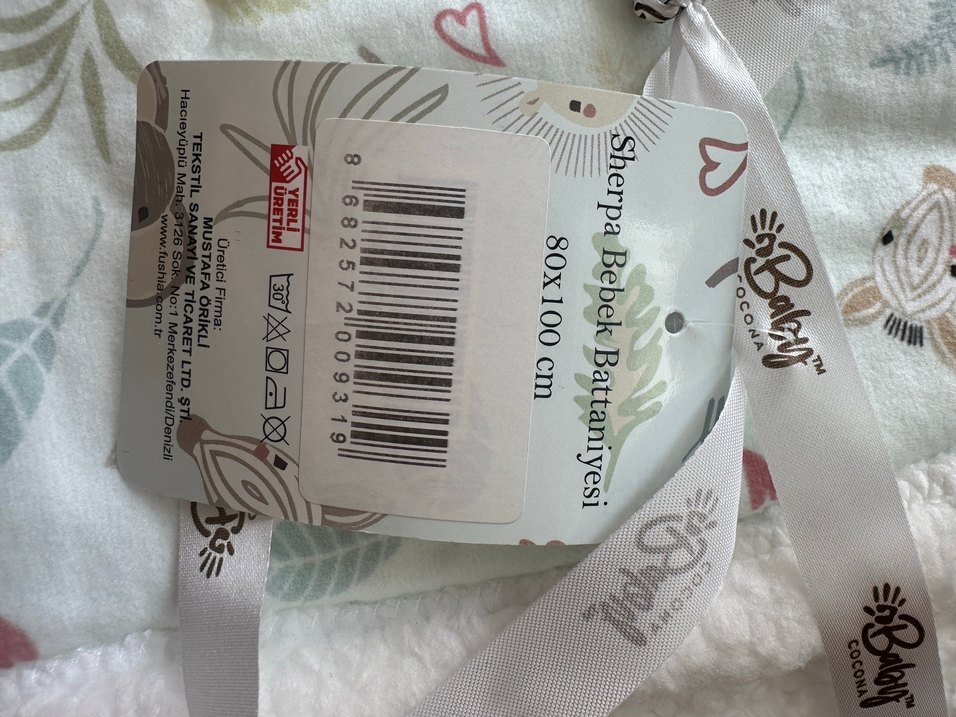 Sherpa Bebek Battaniyesi
80x100 cm
8 682572 009319
YERLİ
ÜRETİM
30°
Üretici Firma:
MUSTAFA ÖRİKLİ
TEKSTİL SANAYİ VE TİCARET LTD. ŞTİ.
Hacıeyüplü Mah. 3126 Sok. No:1 Merkezefendi/Denizli
www.fushia.com.tr
Baby™
COCONA
Baby
COCONA